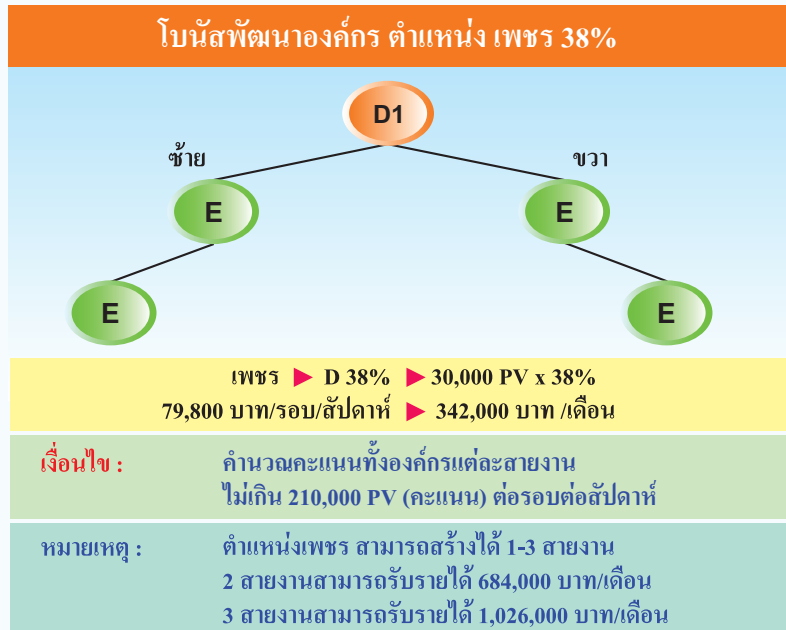 โบนัสพัฒนาองค์กร ตำแหน่ง เพชร 38%
D1
ซ้าย ขวา
E E
E E
เพชร ► D 38% ► 30,000 PV x 38%
79,800 บาท/รอบ/สัปดาห์ ► 342,000 บาท /เดือน
เงื่อนไข : คำนวณคะแนนทั้งองค์กรแต่ละสายงาน
ไม่เกิน 210,000 PV (คะแนน) ต่อรอบต่อสัปดาห์
หมายเหตุ : ตำแหน่งเพชร สามารถสร้างได้ 1-3 สายงาน
2 สายงานสามารถรับรายได้ 684,000 บาท/เดือน
3 สายงานสามารถรับรายได้ 1,026,000 บาท/เดือน